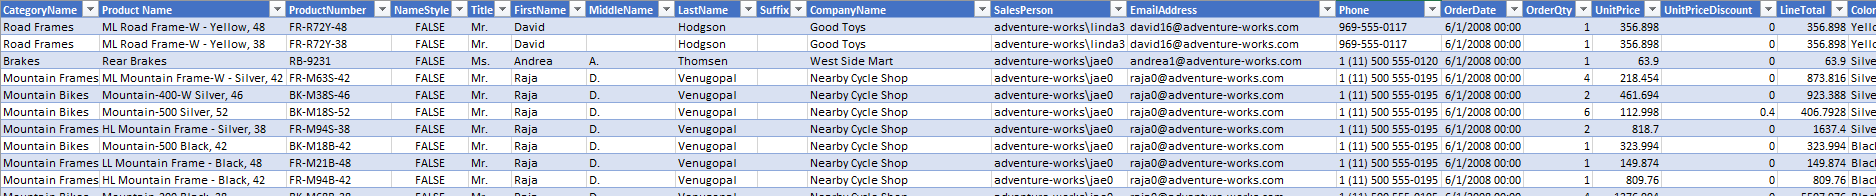 CategoryName Product Name ProductNumber NameStyle Title FirstName MiddleName LastName Suffix CompanyName SalesPerson EmailAddress Phone OrderDate OrderQty UnitPrice UnitPriceDiscount LineTotal Color
Road Frames ML Road Frame-W - Yellow, 48 FR-R72Y-48 FALSE Mr. David Hodgson Good Toys adventure-works\linda3 david16@adventure-works.com 969-555-0117 6/1/2008 00:00 1 356.898 0 356.898 Yell
Road Frames ML Road Frame-W - Yellow, 38 FR-R72Y-38 FALSE Mr. David Hodgson Good Toys adventure-works\linda3 david16@adventure-works.com 969-555-0117 6/1/2008 00:00 1 356.898 0 356.898 Yell
Brakes Rear Brakes RB-9231 FALSE Ms. Andrea A. Thomsen West Side Mart adventure-works\jae0 andrea1@adventure-works.com 1 (11) 500 555-0120 6/1/2008 00:00 1 63.9 0 63.9 Silve
Mountain Frames ML Mountain Frame-W - Silver, 42 FR-M63S-42 FALSE Mr. Raja D. Venugopal Nearby Cycle Shop adventure-works\jae0 raja0@adventure-works.com 1 (11) 500 555-0195 6/1/2008 00:00 4 218.454 0 873.816 Silve
Mountain Bikes Mountain-400-W Silver, 46 BK-M38S-46 FALSE Mr. Raja D. Venugopal Nearby Cycle Shop adventure-works\jae0 raja0@adventure-works.com 1 (11) 500 555-0195 6/1/2008 00:00 2 461.694 0 923.388 Silve
Mountain Bikes Mountain-500 Silver, 52 BK-M18S-52 FALSE Mr. Raja D. Venugopal Nearby Cycle Shop adventure-works\jae0 raja0@adventure-works.com 1 (11) 500 555-0195 6/1/2008 00:00 6 112.998 0.4 406.7928 Silve
Mountain Frames HL Mountain Frame - Silver, 38 FR-M94S-38 FALSE Mr. Raja D. Venugopal Nearby Cycle Shop adventure-works\jae0 raja0@adventure-works.com 1 (11) 500 555-0195 6/1/2008 00:00 2 818.7 0 1637.4 Silve
Mountain Bikes Mountain-500 Black, 42 BK-M18B-42 FALSE Mr. Raja D. Venugopal Nearby Cycle Shop adventure-works\jae0 raja0@adventure-works.com 1 (11) 500 555-0195 6/1/2008 00:00 1 323.994 0 323.994 Black
Mountain Frames LL Mountain Frame - Black, 48 FR-M21B-48 FALSE Mr. Raja D. Venugopal Nearby Cycle Shop adventure-works\jae0 raja0@adventure-works.com 1 (11) 500 555-0195 6/1/2008 00:00 1 149.874 0 149.874 Black
Mountain Frames HL Mountain Frame - Black, 42 FR-M94B-42 FALSE Mr. Raja D. Venugopal Nearby Cycle Shop adventure-works\jae0 raja0@adventure-works.com 1 (11) 500 555-0195 6/1/2008 00:00 1 809.76 0 809.76 Black